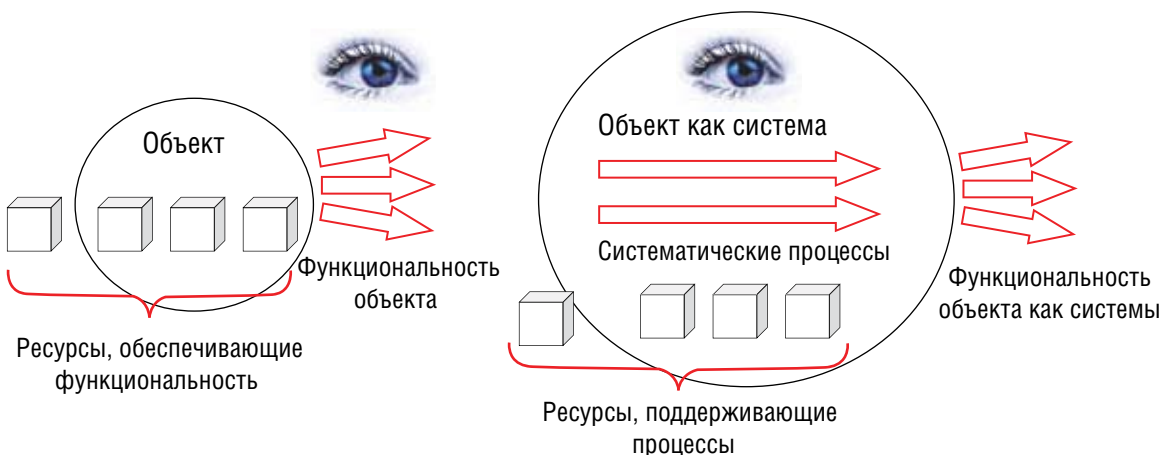 Объект
Функциональность
объекта
Ресурсы, обеспечивающие
функциональность
Объект как система
Систематические процессы
Функциональность
объекта как системы
Ресурсы, поддерживающие
процессы